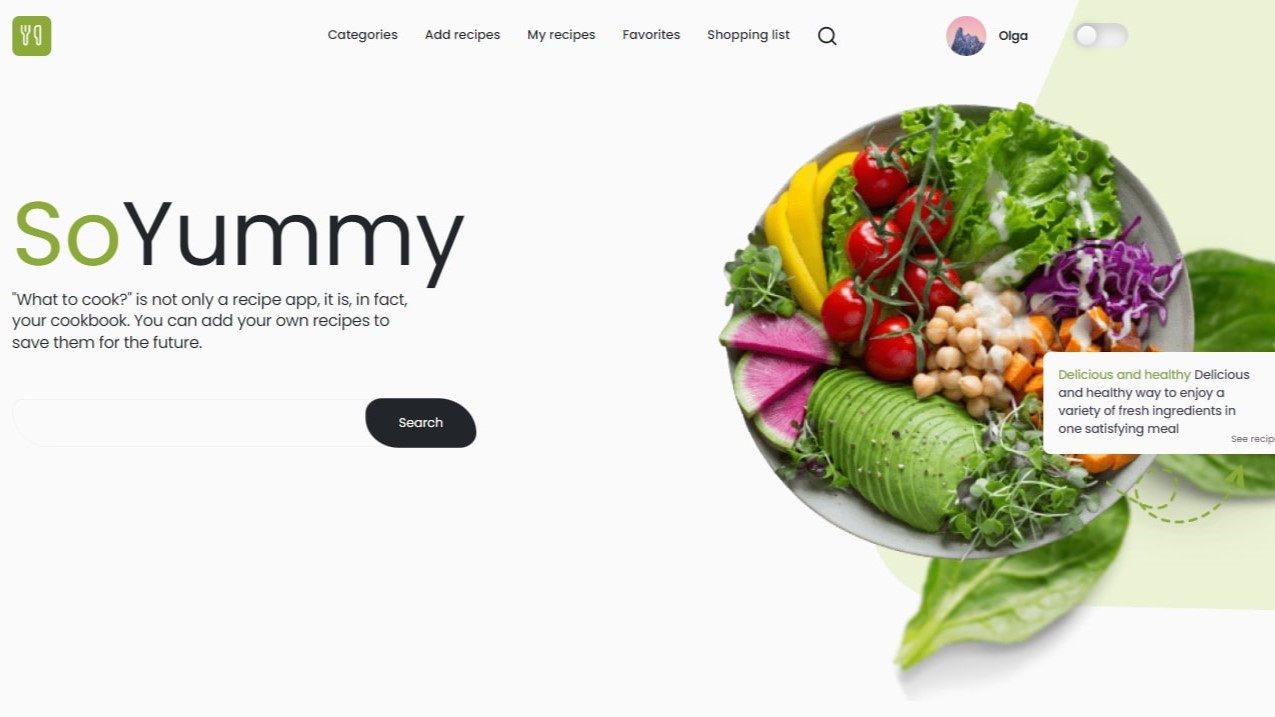 Categories Add recipes My recipes Favorites Shopping list Olga
SoYummy
"What to cook?" is not only a recipe app, it is, in fact,
your cookbook. You can add your own recipes to
save them for the future.
Search
Delicious and healthy Delicious
and healthy way to enjoy a
variety of fresh ingredients in
one satisfying meal
See recip